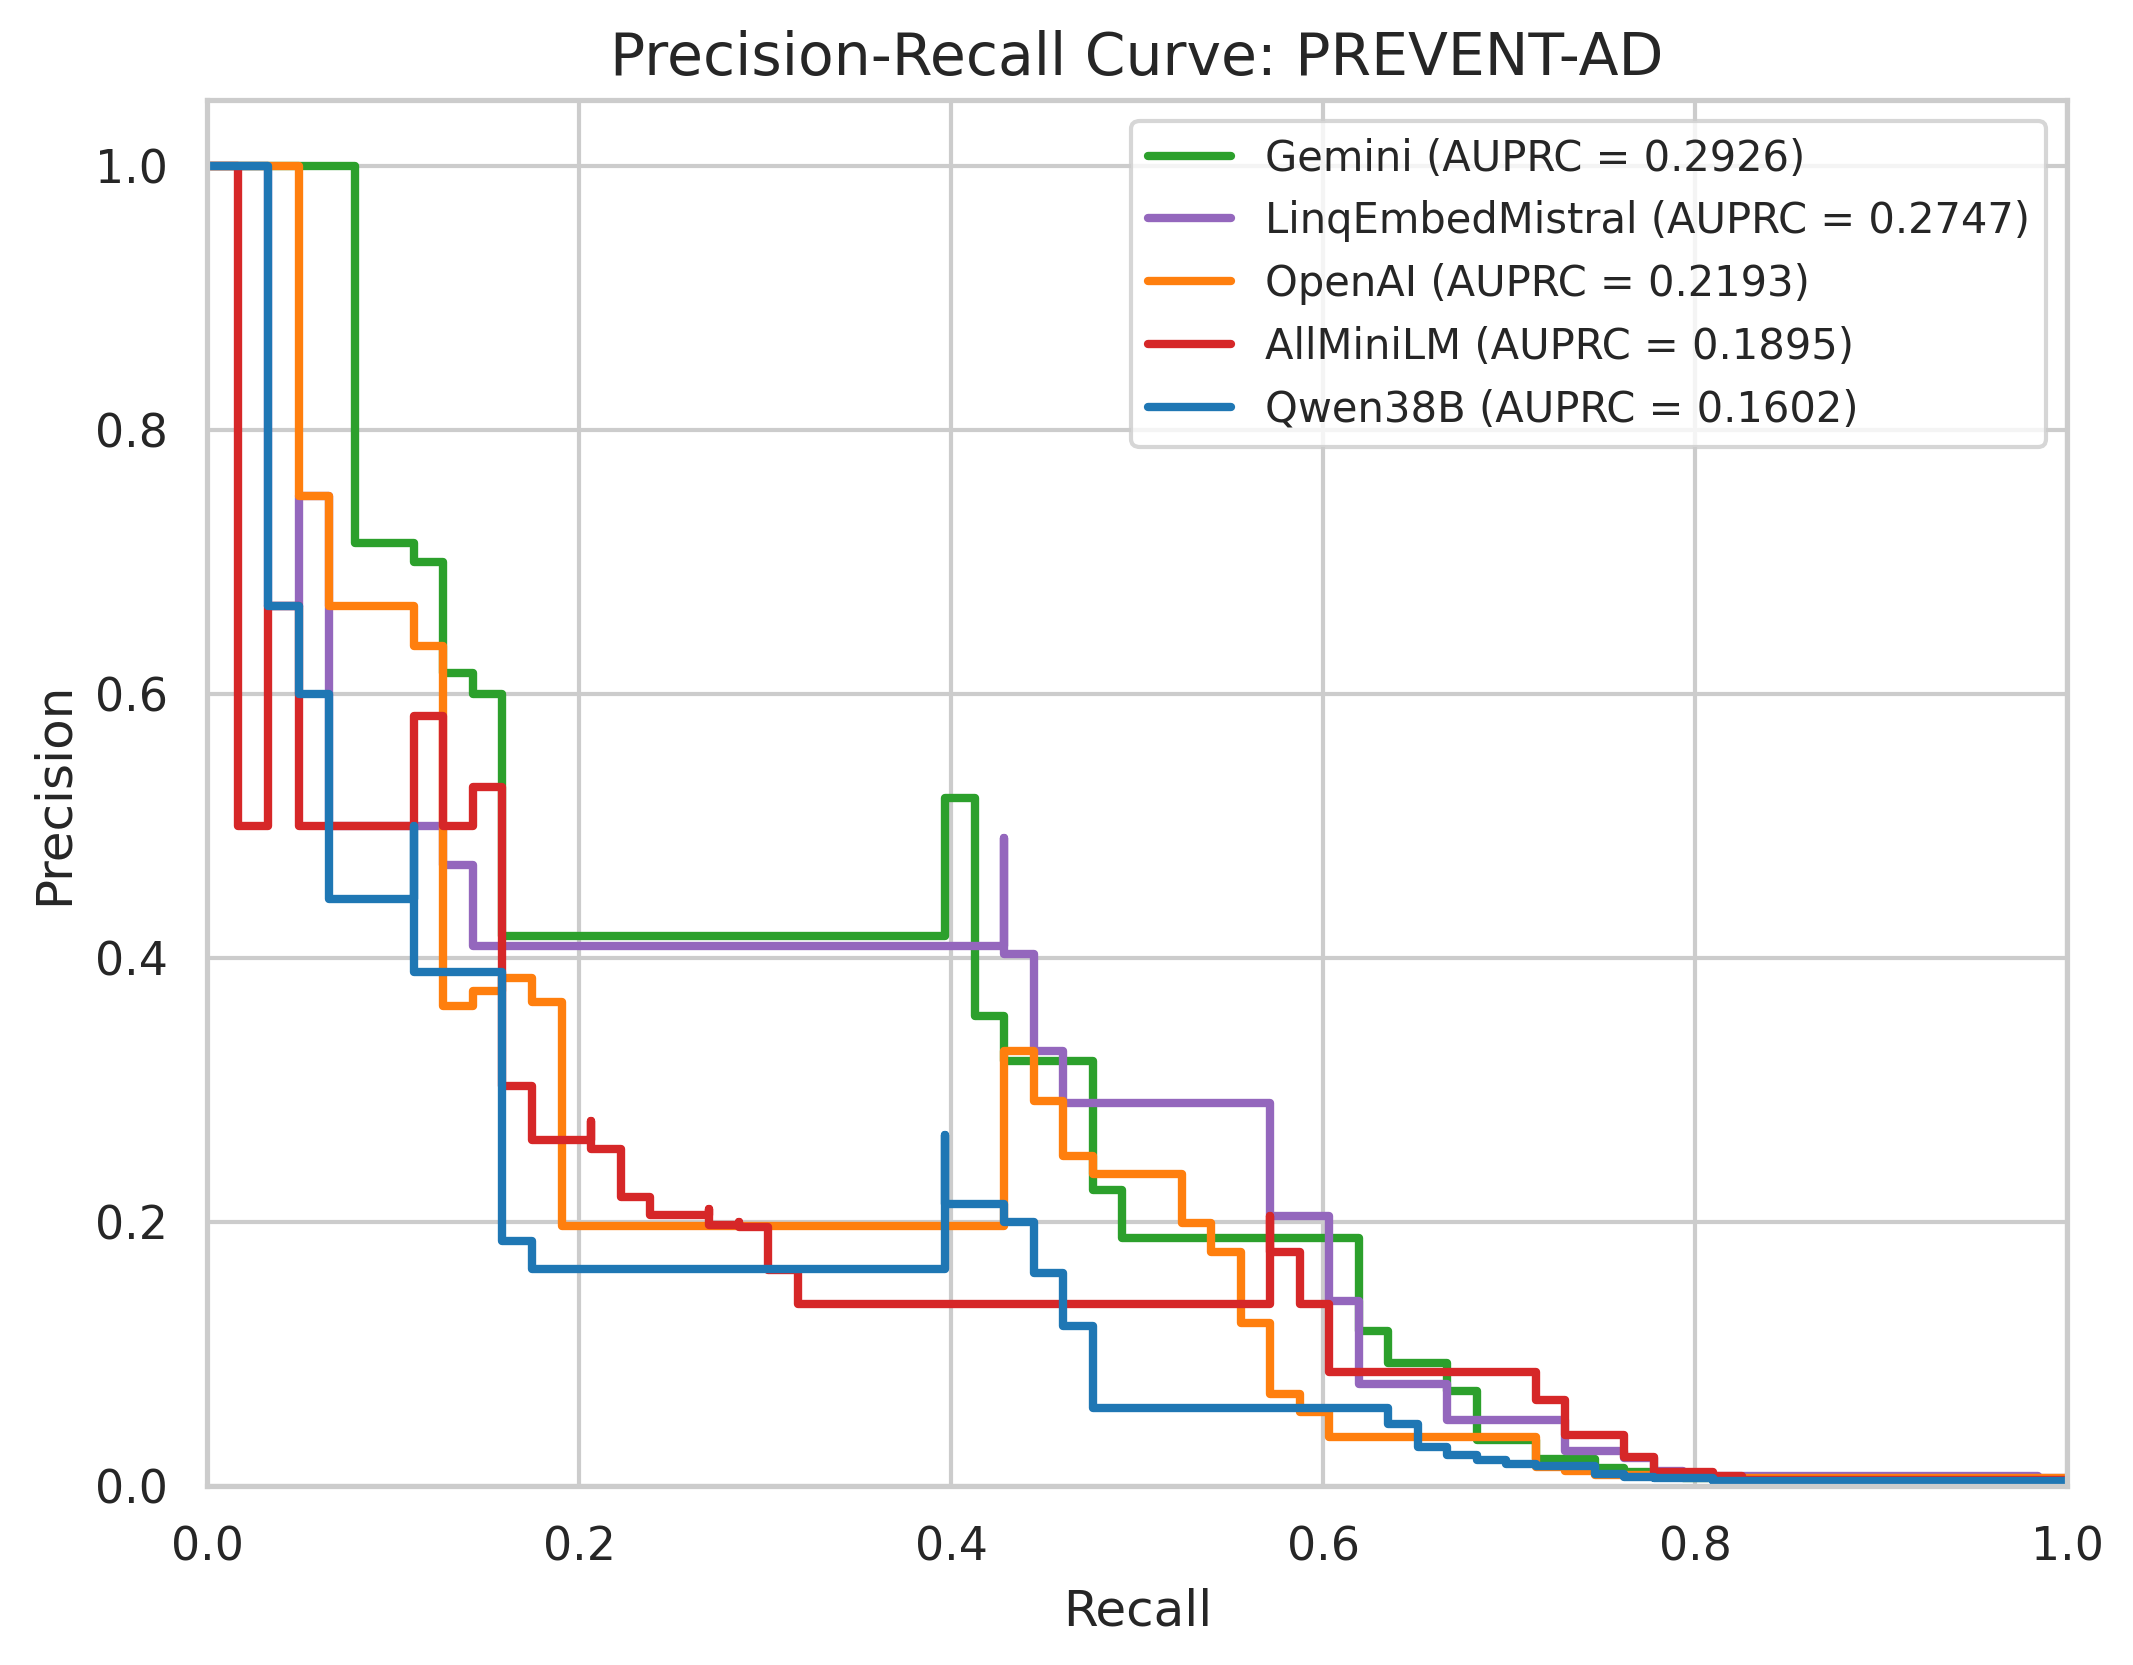 Precision-Recall Curve: PREVENT-AD
Gemini (AUPRC = 0.2926)
LinqEmbedMistral (AUPRC = 0.2747)
OpenAI (AUPRC = 0.2193)
AllMiniLM (AUPRC = 0.1895)
Qwen38B (AUPRC = 0.1602)
Precision
1.0
0.8
0.6
0.4
0.2
0.0
0.0 0.2 0.4 0.6 0.8 1.0
Recall